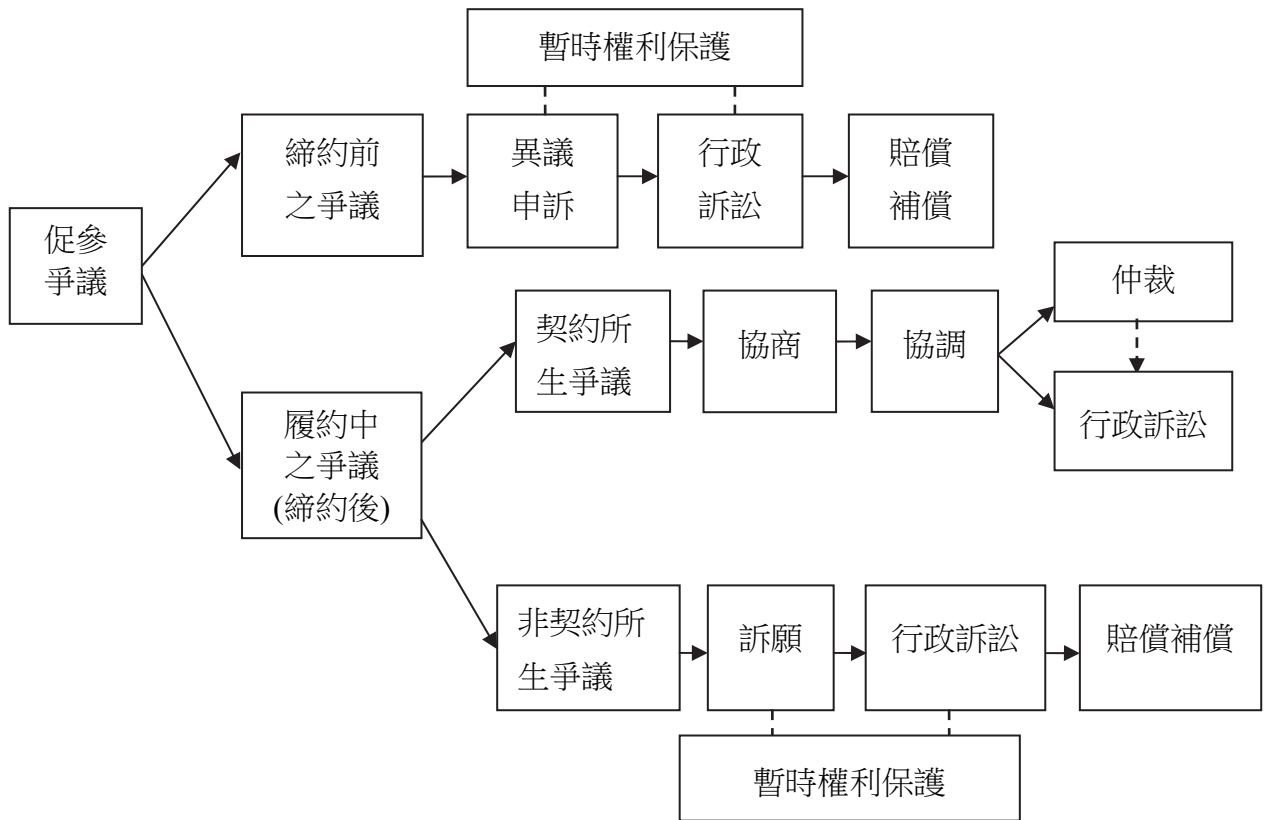 暫時權利保護
締約前
之爭議
異議
申訴
行政
訴訟
賠償
補償
促參
爭議
仲裁
契約所
生爭議
協商
協調
行政訴訟
履約中
之爭議
(締約後)
非契約所
生爭議
訴願
行政訴訟
賠償補償
暫時權利保護